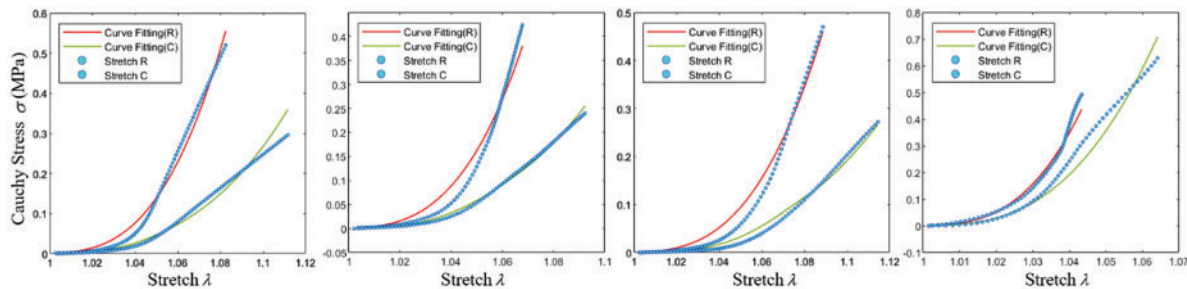 Cauchy Stress σ (MPa)
0.6
0.5
0.4
0.3
0.2
0.1
0
Curve Fitting(R)
Curve Fitting(C)
Stretch R
Stretch C
1 1.02 1.04 1.06 1.08 1.1 1.12
Stretch λ
0.4
0.35
0.3
0.25
0.2
0.15
0.1
0.05
0
-0.05
Curve Fitting(R)
Curve Fitting(C)
Stretch R
Stretch C
1 1.02 1.04 1.06 1.08 1.1
Stretch λ
0.5
0.4
0.3
0.2
0.1
0
Curve Fitting(R)
Curve Fitting(C)
Stretch R
Stretch C
1 1.02 1.04 1.06 1.08 1.1
Stretch λ
0.8
0.7
0.6
0.5
0.4
0.3
0.2
0.1
0
-0.1
Curve Fitting(R)
Curve Fitting(C)
Stretch R
Stretch C
1 1.01 1.02 1.03 1.04 1.05 1.06 1.07
Stretch λ